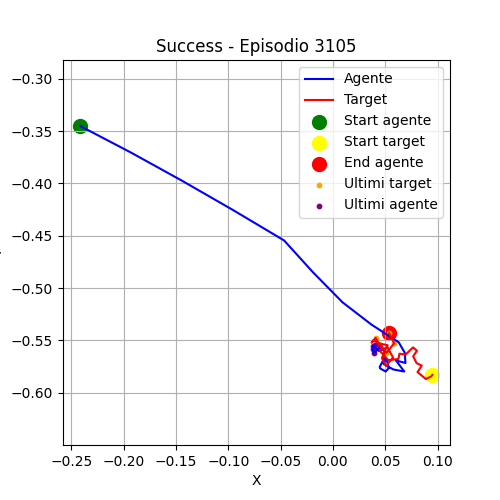 Success - Episodio 3105
Agente
Target
Start agente
Start target
End agente
Ultimi target
Ultimi agente
−0.30
−0.35
−0.40
−0.45
−0.50
−0.55
−0.60
−0.25 −0.20 −0.15 −0.10 −0.05 0.00 0.05 0.10
X